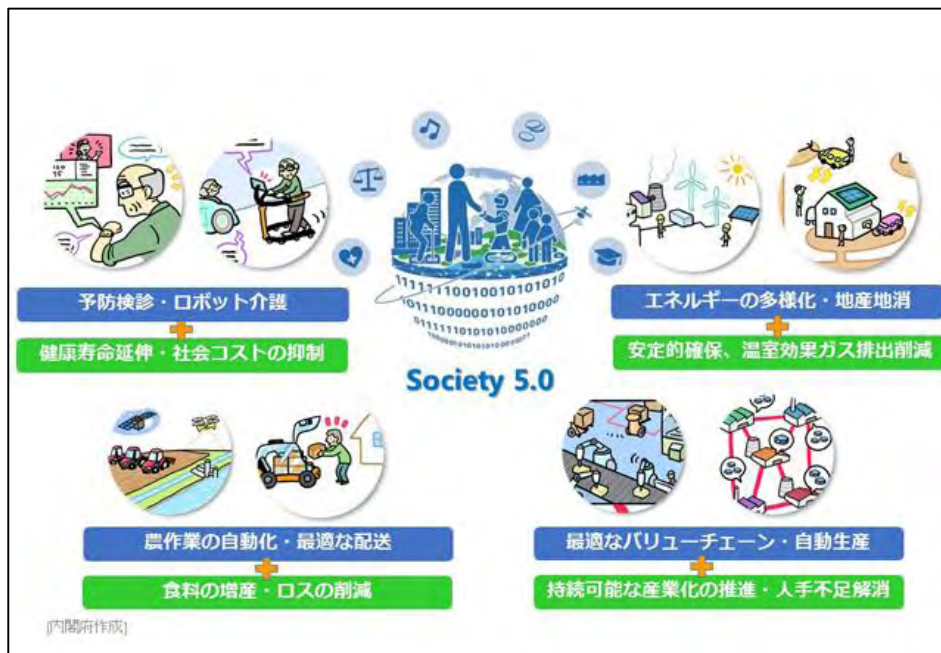 予防検診・ロボット介護
健康寿命延伸・社会コストの抑制
エネルギーの多様化・地産地消
安定的確保、温室効果ガス排出削減
11111110010010101010
Society 5.0
農作業の自動化・最適な配送
食料の増産・ロスの削減
最適なバリューチェーン・自動生産
持続可能な産業化の推進・人手不足解消
[内閣府作成]